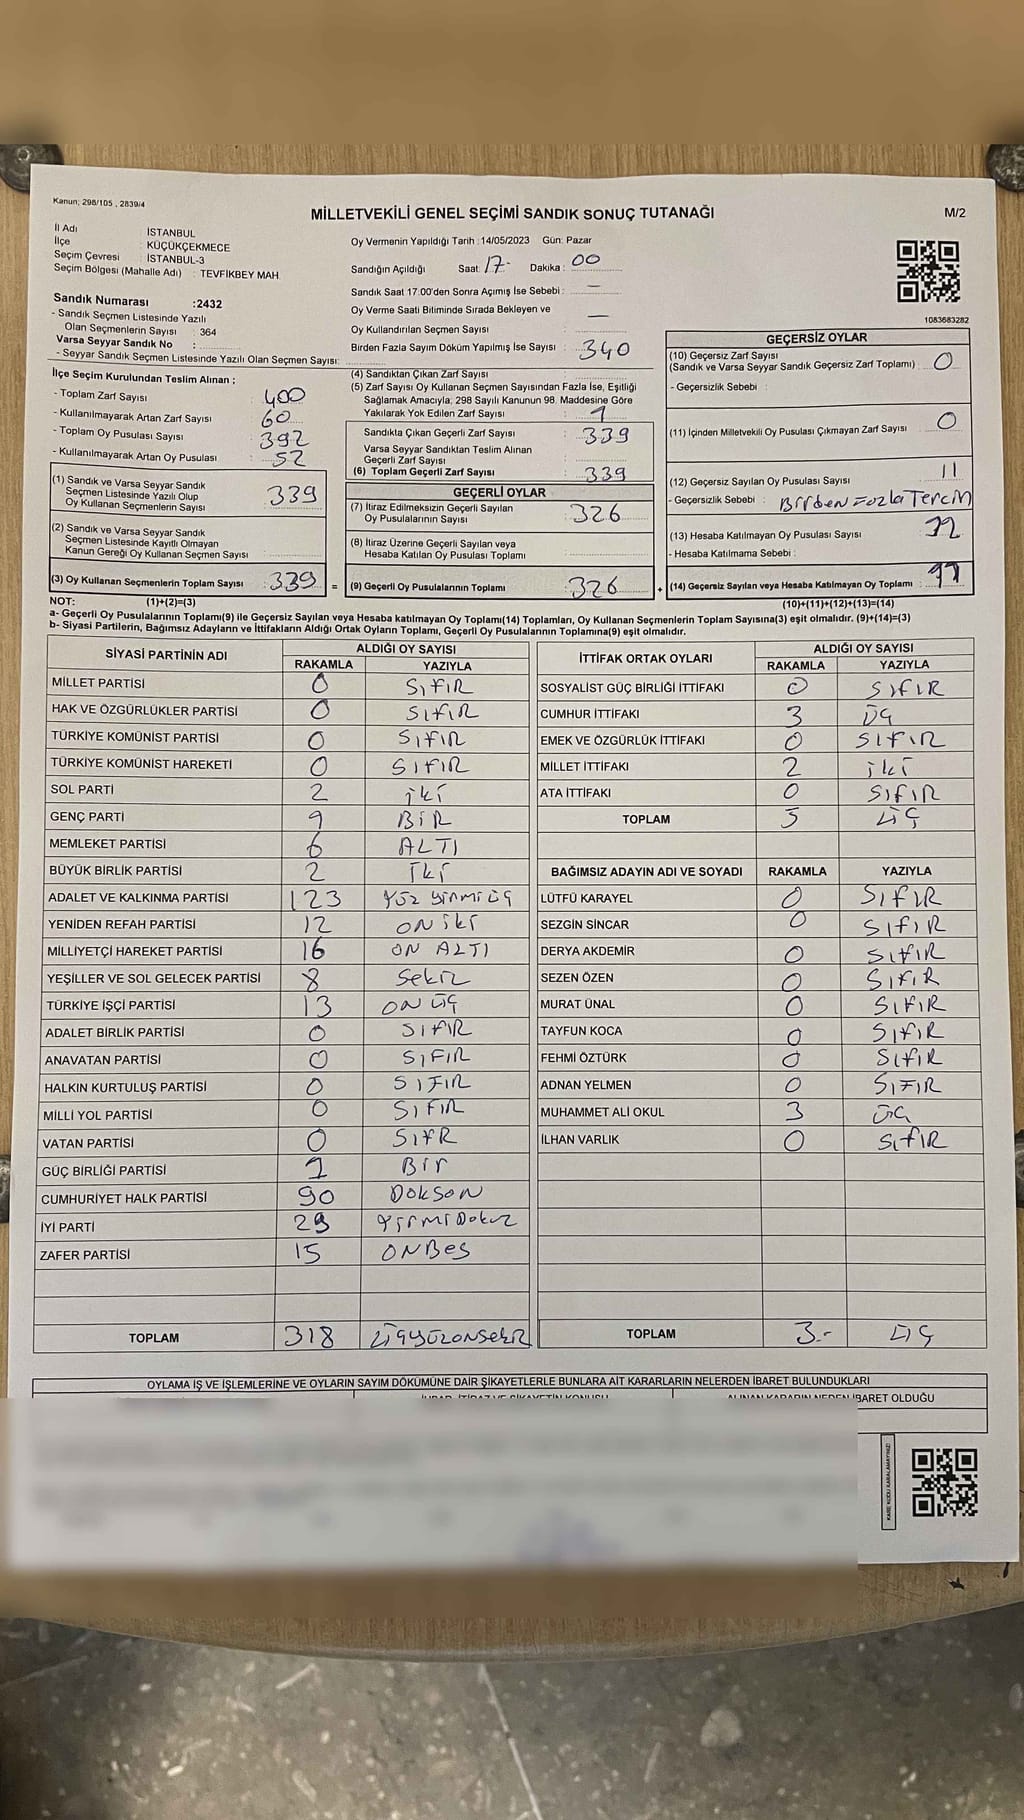 Kanun; 298/105 , 2839/4
MİLLETVEKİLİ GENEL SEÇİMİ SANDIK SONUÇ TUTANAĞI
M/2
İl Adı : İSTANBUL
İlçe : KÜÇÜKÇEKMECE
Seçim Çevresi : İSTANBUL-3
Seçim Bölgesi (Mahalle Adı) : TEVFİKBEY MAH.
Sandık Numarası :2432
- Sandık Seçmen Listesinde Yazılı
Olan Seçmenlerin Sayısı : 364
Varsa Seyyar Sandık No :
- Seyyar Sandık Seçmen Listesinde Yazılı Olan Seçmen Sayısı:
İlçe Seçim Kurulundan Teslim Alınan ;
- Toplam Zarf Sayısı : 400
- Kullanılmayarak Artan Zarf Sayısı : 60
- Toplam Oy Pusulası Sayısı : 392
- Kullanılmayarak Artan Oy Pusulası : 52
(1) Sandık ve Varsa Seyyar Sandık
Seçmen Listesinde Yazılı Olup
Oy Kullanan Seçmenlerin Sayısı : 339
(2) Sandık ve Varsa Seyyar Sandık
Seçmen Listesinde Kayıtlı Olmayan
Kanun Gereği Oy Kullanan Seçmen Sayısı :
(3) Oy Kullanan Seçmenlerin Toplam Sayısı : 339 =
Oy Vermenin Yapıldığı Tarih :14/05/2023 Gün: Pazar
Sandığın Açıldığı Saat: 17- Dakika : 00
Sandık Saat 17:00'den Sonra Açımış İse Sebebi : —
Oy Verme Saati Bitiminde Sırada Bekleyen ve —
Oy Kullandırılan Seçmen Sayısı :
Birden Fazla Sayım Döküm Yapılmış İse Sayısı : 340
(4) Sandıktan Çıkan Zarf Sayısı :
(5) Zarf Sayısı Oy Kullanan Seçmen Sayısından Fazla İse, Eşitliği
Sağlamak Amacıyla; 298 Sayılı Kanunun 98. Maddesine Göre
Yakılarak Yok Edilen Zarf Sayısı : 1
Sandıkta Çıkan Geçerli Zarf Sayısı : 339
Varsa Seyyar Sandıktan Teslim Alınan
Geçerli Zarf Sayısı
(6) Toplam Geçerli Zarf Sayısı : 339
GEÇERLİ OYLAR
(7) İtiraz Edilmeksizin Geçerli Sayılan
Oy Pusulalarının Sayısı : 326
(8) İtiraz Üzerine Geçerli Sayılan veya
Hesaba Katılan Oy Pusulası Toplamı :
(9) Geçerli Oy Pusulalarının Toplamı : 326 +
1083683282
GEÇERSİZ OYLAR
(10) Geçersiz Zarf Sayısı
(Sandık ve Varsa Seyyar Sandık Geçersiz Zarf Toplamı) : 0
- Geçersizlik Sebebi :
(11) İçinden Milletvekili Oy Pusulası Çıkmayan Zarf Sayısı : 0
(12) Geçersiz Sayılan Oy Pusulası Sayısı : 11
- Geçersizlik Sebebi : Birden Fazla Tercih
(13) Hesaba Katılmayan Oy Pusulası Sayısı :
- Hesaba Katılmama Sebebi :
(14) Geçersiz Sayılan veya Hesaba Katılmayan Oy Toplamı :
NOT: (1)+(2)=(3) (10)+(11)+(12)+(13)=(14)
a- Geçerli Oy Pusulalarının Toplamı(9) ile Geçersiz Sayılan veya Hesaba katılmayan Oy Toplamı(14) Toplamları, Oy Kullanan Seçmenlerin Toplam Sayısına(3) eşit olmalıdır. (9)+(14)=(3)
b- Siyasi Partilerin, Bağımsız Adayların ve İttifakların Aldığı Ortak Oyların Toplamı, Geçerli Oy Pusulalarının Toplamına(9) eşit olmalıdır.
SİYASİ PARTİNİN ADI ALDIĞI OY SAYISI
RAKAMLA YAZIYLA
MİLLET PARTİSİ 0 SIFIR
HAK VE ÖZGÜRLÜKLER PARTİSİ 0 SIFIR
TÜRKİYE KOMÜNİST PARTİSİ 0 SIFIR
TÜRKİYE KOMÜNİST HAREKETİ 0 SIFIR
SOL PARTİ 2 iki
GENÇ PARTİ 1 BİR
MEMLEKET PARTİSİ 6 ALTI
BÜYÜK BİRLİK PARTİSİ 2 iki
ADALET VE KALKINMA PARTİSİ 123 YÜZ YİRMİ ÜÇ
YENİDEN REFAH PARTİSİ 12 ON İKİ
MİLLİYETÇİ HAREKET PARTİSİ 16 ON ALTI
YEŞİLLER VE SOL GELECEK PARTİSİ 8 Sekiz
TÜRKİYE İŞÇİ PARTİSİ 13 ON ÜÇ
ADALET BİRLİK PARTİSİ 0 SIFIR
ANAVATAN PARTİSİ 0 SIFIR
HALKIN KURTULUŞ PARTİSİ 0 SIFIR
MİLLİ YOL PARTİSİ 0 SIFIR
VATAN PARTİSİ 0 SIFR
GÜÇ BİRLİĞİ PARTİSİ 1 Bir
CUMHURİYET HALK PARTİSİ 90 DOKSON
İYİ PARTİ 29 YİRMİ DOKUZ
ZAFER PARTİSİ 15 ONBEŞ
TOPLAM 318 ÜÇYÜZONSEKİZ
İTTİFAK ORTAK OYLARI ALDIĞI OY SAYISI
RAKAMLA YAZIYLA
SOSYALİST GÜÇ BİRLİĞİ İTTİFAKI 0 SIFIR
CUMHUR İTTİFAKI 3 ÜÇ
EMEK VE ÖZGÜRLÜK İTTİFAKI 0 SIFIR
MİLLET İTTİFAKI 2 iki
ATA İTTİFAKI 0 SIFIR
TOPLAM 5 ÜÇ
BAĞIMSIZ ADAYIN ADI VE SOYADI RAKAMLA YAZIYLA
LÜTFÜ KARAYEL 0 SIFIR
SEZGİN SİNCAR 0 SIFIR
DERYA AKDEMİR 0 SIFIR
SEZEN ÖZEN 0 SIFIR
MURAT ÜNAL 0 SIFIR
TAYFUN KOCA 0 SIFIR
FEHMİ ÖZTÜRK 0 SIFIR
ADNAN YELMEN 0 SIFIR
MUHAMMET ALİ OKUL 3 ÜÇ
İLHAN VARLIK 0 SIFIR
TOPLAM 3.- ÜÇ
OYLAMA İŞ VE İŞLEMLERİNE VE OYLARIN SAYIM DÖKÜMÜNE DAİR ŞİKAYETLERLE BUNLARA AİT KARARLARIN NELERDEN İBARET BULUNDUKLARI
İHBAR, İTİRAZ VE ŞİKAYETİN KONUSU ALINAN KARARIN NEDEN İBARET OLDUĞU
KARE KODU KARALAMAYINIZ!